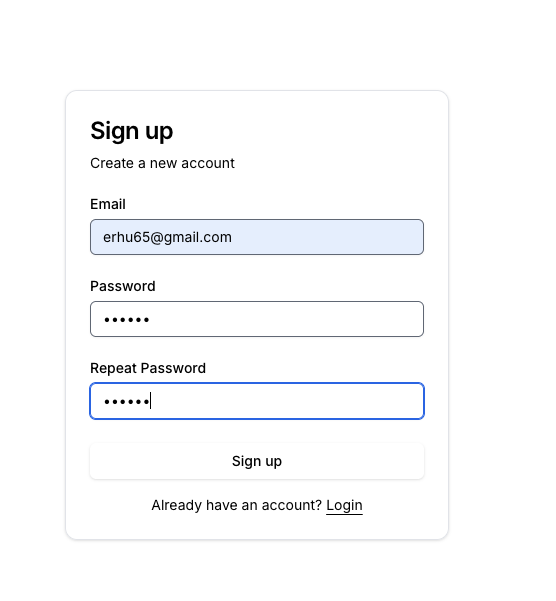 Sign up
Create a new account
Email
erhu65@gmail.com
Password
••••••
Repeat Password
••••••
Sign up
Already have an account? Login